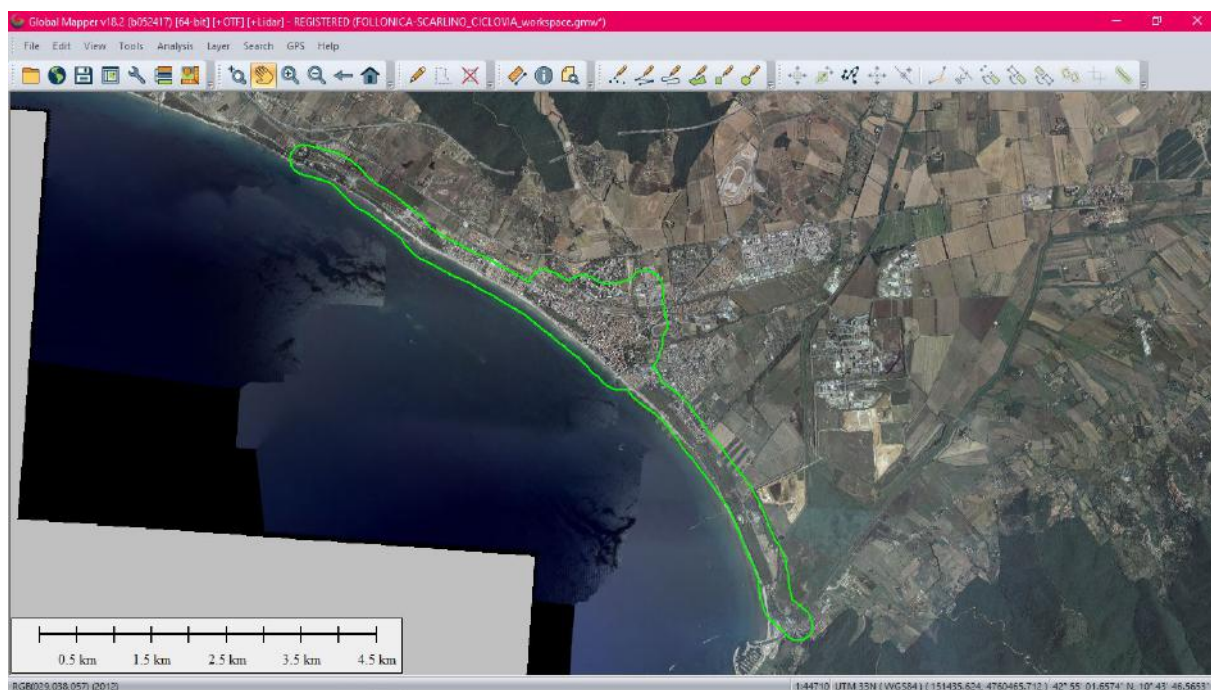 Global Mapper v18.2 (b052417) [64-bit] [+OTF] [+Lidar] - REGISTERED (FOLLONICA-SCARLINO_CICLOVIA_workspace.gmw*)
File Edit View Tools Analysis Layer Search GPS Help
0.5 km 1.5 km 2.5 km 3.5 km 4.5 km
RGB(029,038,057) (2012) 1:44710 UTM 33N (WGS84) ( 151435.624, 4760465.712 ) 42° 55' 01.6574" N, 10° 43' 46.5653"